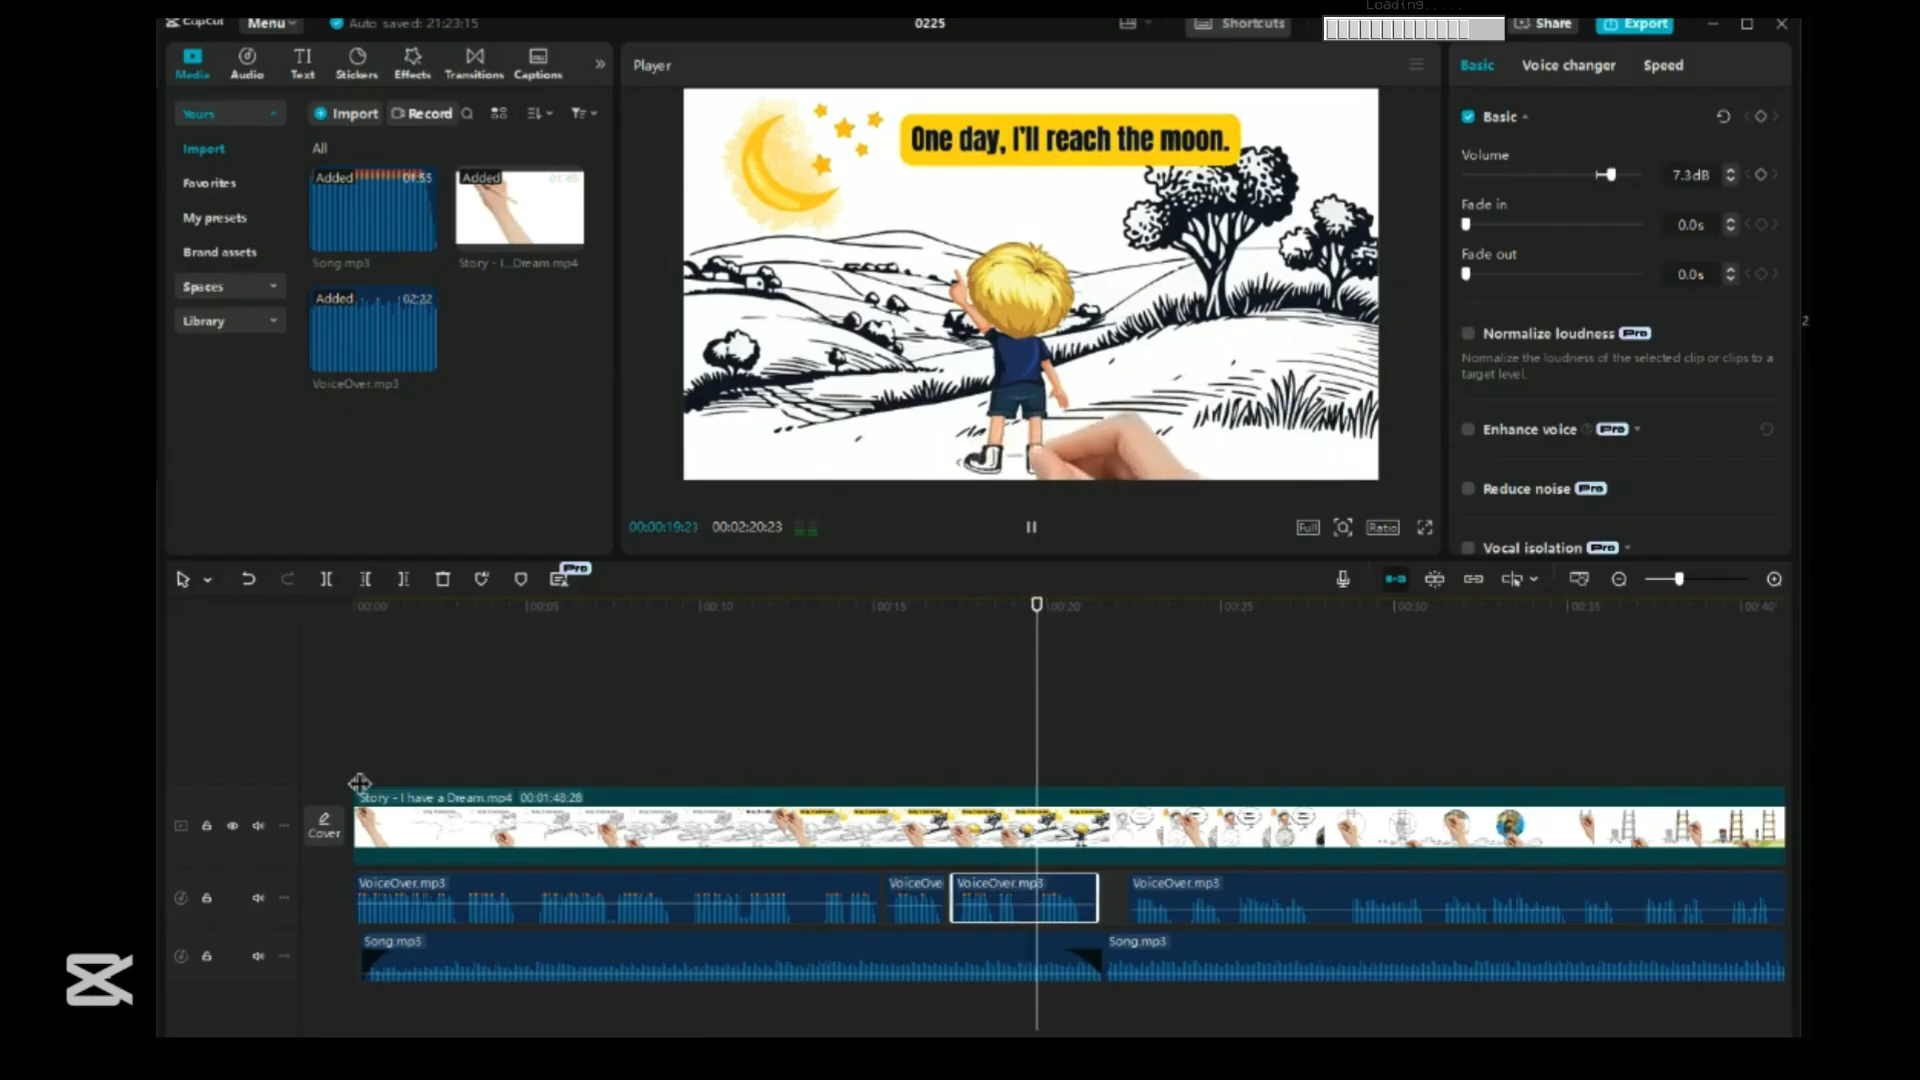 Loading.....
CapCut
Menu
Auto saved: 21:23:15
0225
Shortcuts
Share
Export
Media
Audio
Text
Stickers
Effects
Transitions
Captions
Player
Basic
Voice changer
Speed
Yours
Import
Record
Import
All
Favorites
My presets
Brand assets
Spaces
Library
Added 01:55
Song.mp3
Added
Story - I...Dream.mp4
Added 02:22
VoiceOver.mp3
One day, I'll reach the moon.
Basic
Volume
7.3dB
Fade in
0.0s
Fade out
0.0s
Normalize loudness Pro
Normalize the loudness of the selected clip or clips to a
target level.
Enhance voice Pro
Reduce noise Pro
Vocal isolation Pro
2
00:00:19:21 00:02:20:23
Full
Ratio
Pro
00:00 00:05 00:10 00:15 00:20 00:25 00:30 00:35 00:40
Story - I have a Dream.mp4 00:01:48:28
Cover
VoiceOver.mp3
VoiceOve
VoiceOver.mp3
VoiceOver.mp3
Song.mp3
Song.mp3